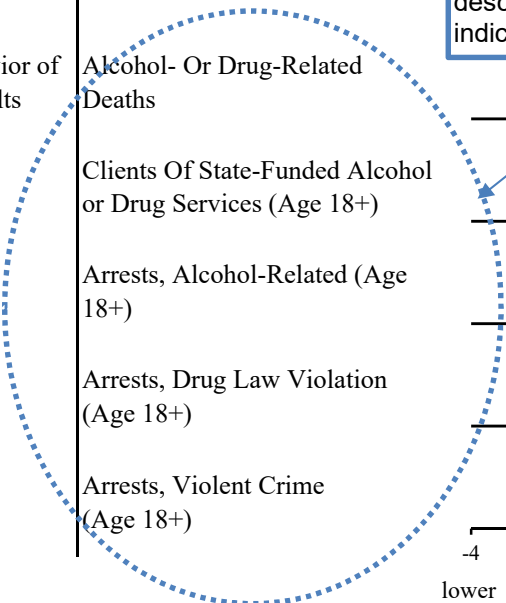 desc
indic
ior of
lts
Alcohol- Or Drug-Related
Deaths
Clients Of State-Funded Alcohol
or Drug Services (Age 18+)
Arrests, Alcohol-Related (Age
18+)
Arrests, Drug Law Violation
(Age 18+)
Arrests, Violent Crime
(Age 18+)
-4
lower